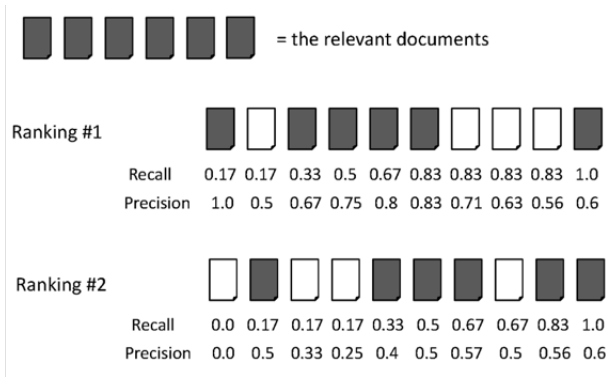 = the relevant documents
Ranking #1
Recall 0.17 0.17 0.33 0.5 0.67 0.83 0.83 0.83 0.83 1.0
Precision 1.0 0.5 0.67 0.75 0.8 0.83 0.71 0.63 0.56 0.6
Ranking #2
Recall 0.0 0.17 0.17 0.17 0.33 0.5 0.67 0.67 0.83 1.0
Precision 0.0 0.5 0.33 0.25 0.4 0.5 0.57 0.5 0.56 0.6